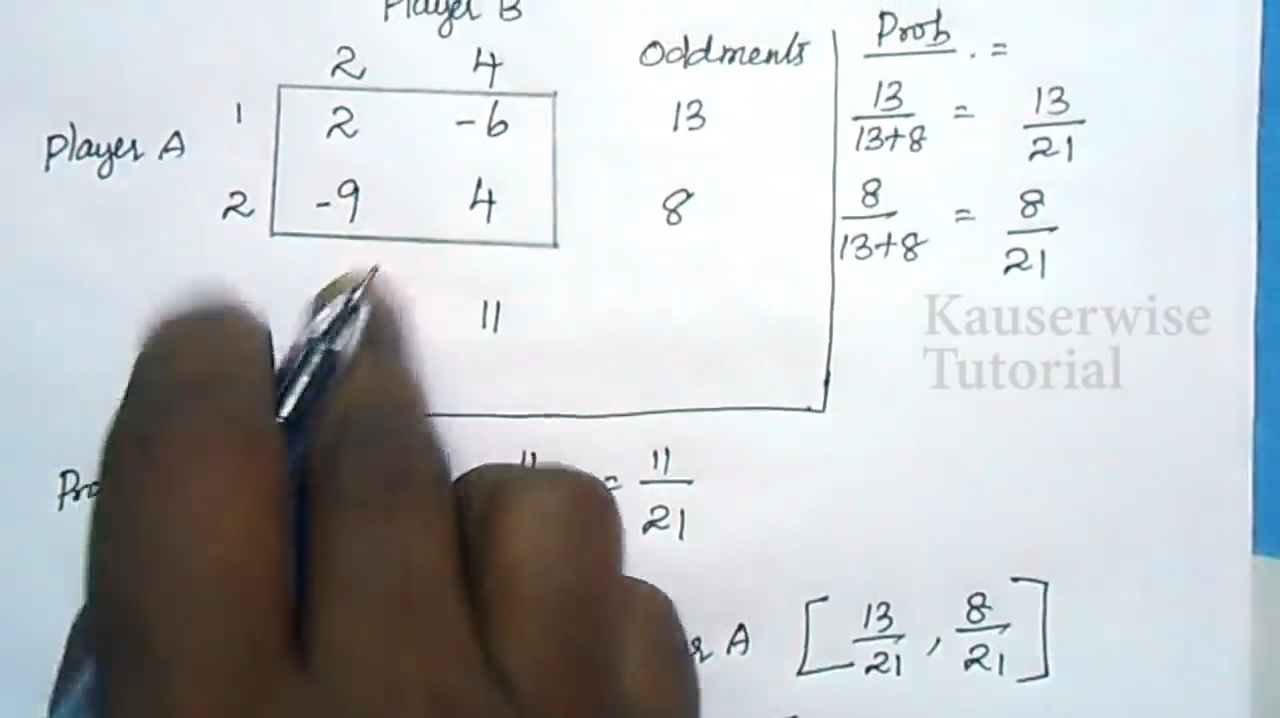 Player B
2 4 Oddments Prob. =
Player A 1 2 -6 13 13/13+8 = 13/21
2 -9 4 8 8/13+8 = 8/21
11
= 11/21
A [13/21, 8/21]
Kauserwise
Tutorial